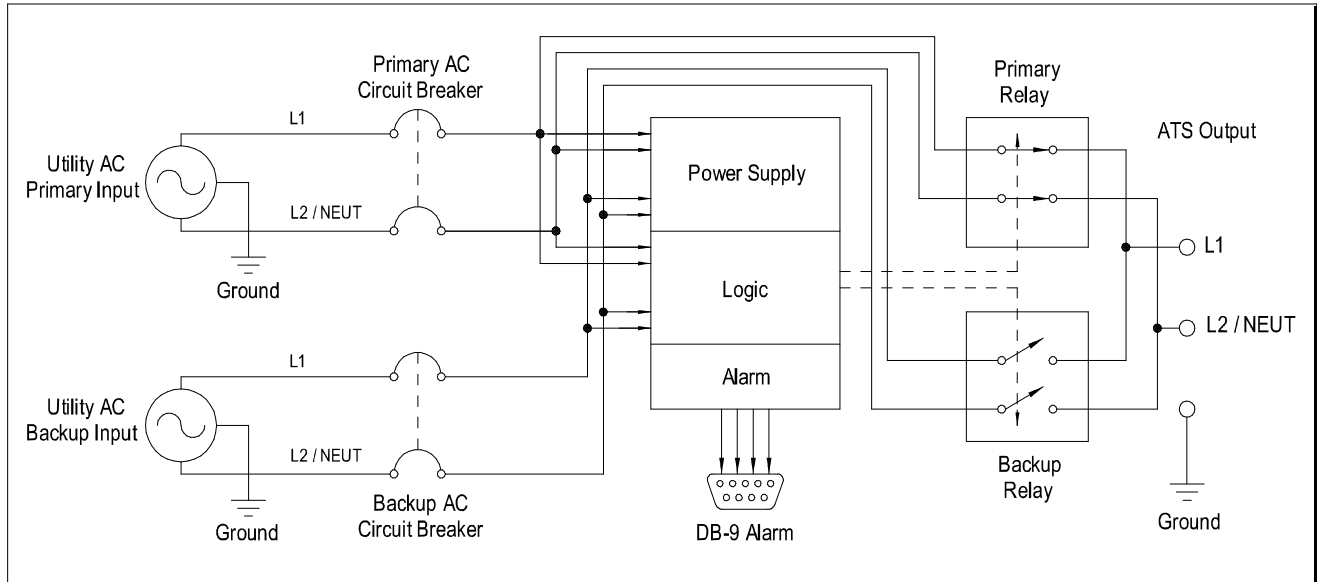 Primary AC
Circuit Breaker
L1
Utility AC
Primary Input
L2 / NEUT
Ground
Power Supply
Logic
Alarm
Primary
Relay
ATS Output
L1
L2 / NEUT
L1
Utility AC
Backup Input
L2 / NEUT
Ground
Backup AC
Circuit Breaker
DB-9 Alarm
Backup
Relay
Ground